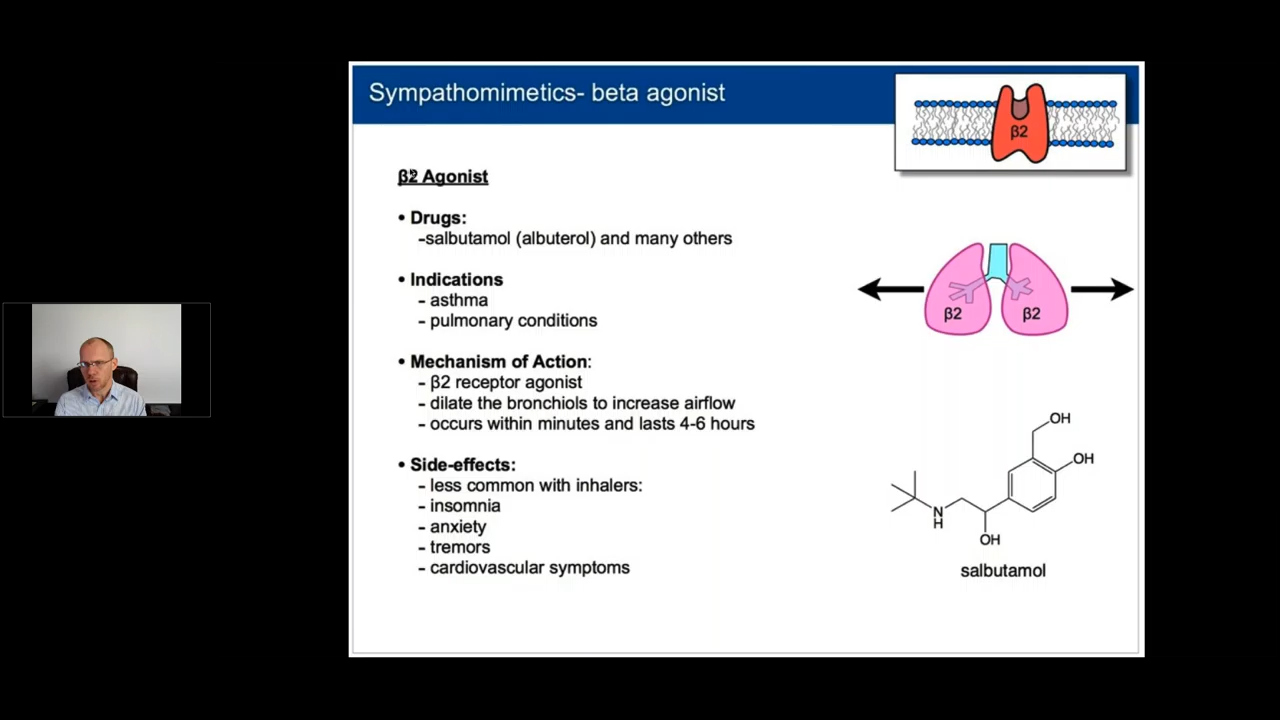 Sympathomimetics- beta agonist
β2
β2 Agonist
• Drugs:
-salbutamol (albuterol) and many others
• Indications
- asthma
- pulmonary conditions
β2 β2
• Mechanism of Action:
- β2 receptor agonist
- dilate the bronchiols to increase airflow
- occurs within minutes and lasts 4-6 hours
• Side-effects:
- less common with inhalers:
- insomnia
- anxiety
- tremors
- cardiovascular symptoms
OH
OH
N
H
OH
salbutamol